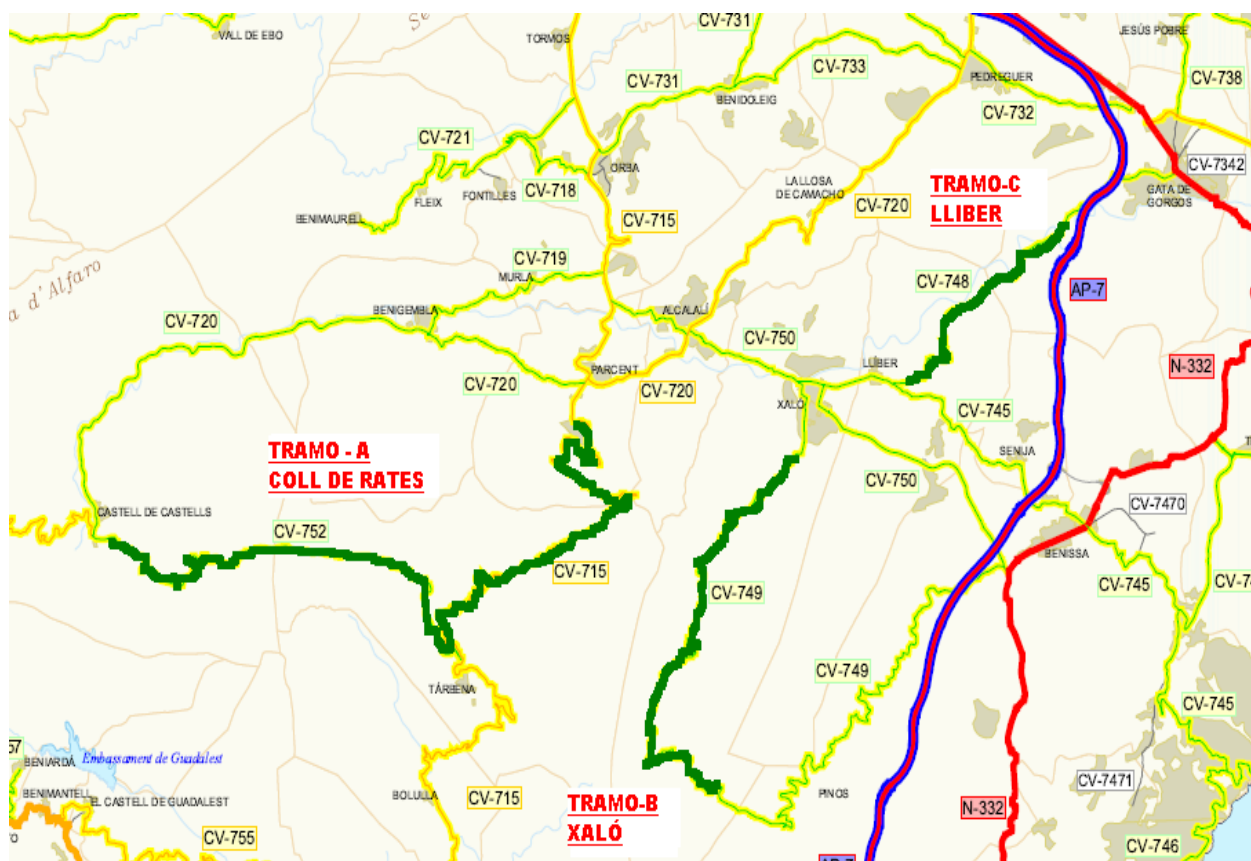 CV-731
VALL DE EBO
TORMOS
JESÚS POBRE
CV-733
CV-731
PEDREGUER
CV-738
BENIDOLEIG
CV-732
CV-721
CV-7342
ORBA
LA LLOSA
DE CAMACHO
TRAMO-C
LLIBER
FONTILLES
CV-718
FLEIX
GATA DE
GORGOS
BENIMAURELL
CV-715
CV-720
CV-719
MURLA
CV-748
AP-7
a d'Alfaro
BENIGEMBLA
ALCALALÍ
CV-720
CV-750
LLÍBER
N-332
PARCENT
CV-720
CV-720
XALÓ
CV-745
TRAMO - A
COLL DE RATES
SENIJA
CV-750
CV-7470
CASTELL DE CASTELLS
CV-752
BENISSA
CV-715
CV-745
CV-749
CV-749
TÁRBENA
CV-745
BENIARDÁ
Embassament de Guadalest
CV-7471
BENIMANTELL
EL CASTELL DE GUADALEST
BOLULLA
CV-715
PINOS
TRAMO-B
XALÓ
N-332
CV-755
CV-746
AP-7